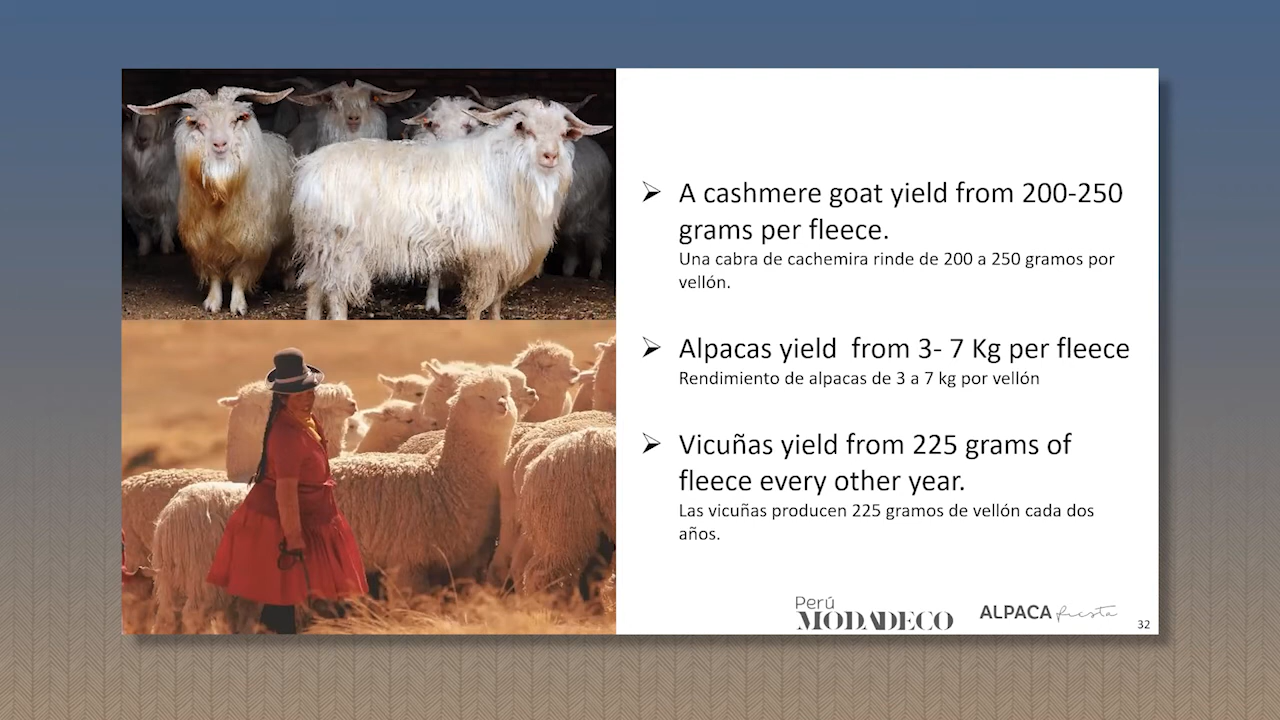 ➢ A cashmere goat yield from 200-250
grams per fleece.
Una cabra de cachemira rinde de 200 a 250 gramos por
vellón.
➢ Alpacas yield  from 3- 7 Kg per fleece
Rendimiento de alpacas de 3 a 7 kg por vellón
➢ Vicuñas yield from 225 grams of
fleece every other year.
Las vicuñas producen 225 gramos de vellón cada dos
años.
Perú
MODADECO
ALPACA fiesta
32